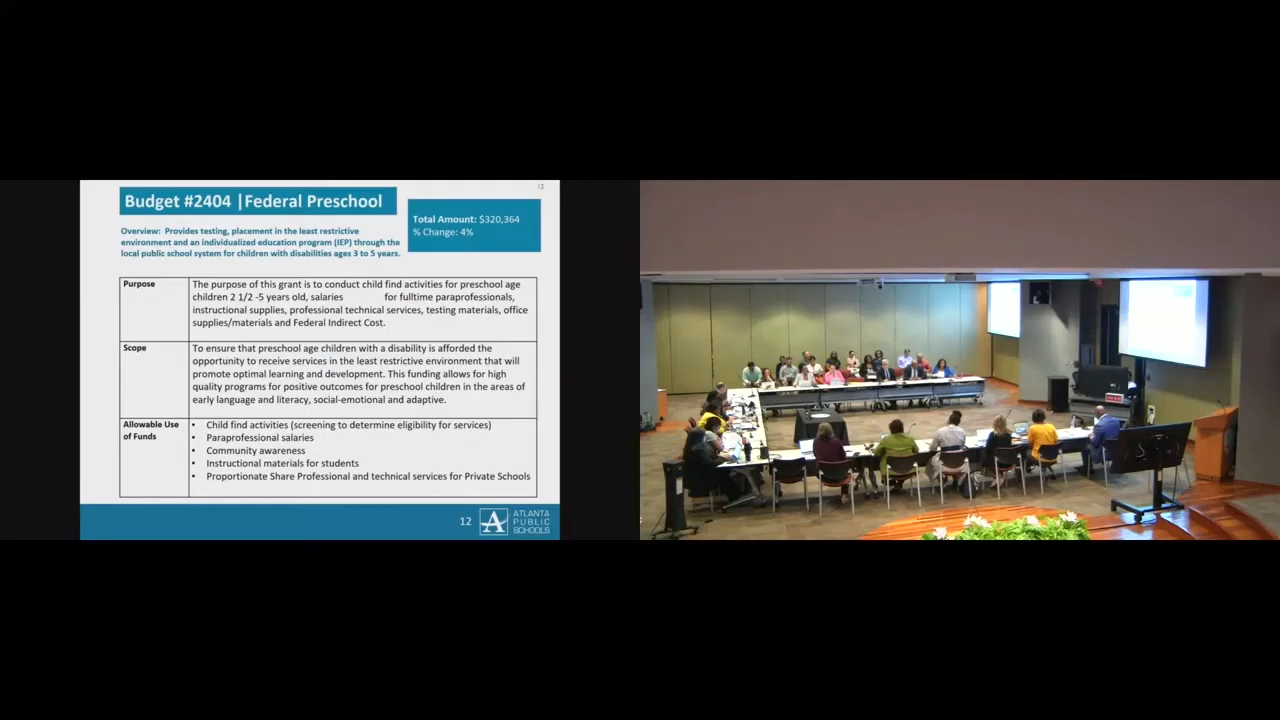 12
Budget #2404 |Federal Preschool
Total Amount: $320,364
% Change: 4%
Overview: Provides testing, placement in the least restrictive
environment and an individualized education program (IEP) through the
local public school system for children with disabilities ages 3 to 5 years.
Purpose
The purpose of this grant is to conduct child find activities for preschool age
children 2 1/2 -5 years old, salaries for fulltime paraprofessionals,
instructional supplies, professional technical services, testing materials, office
supplies/materials and Federal Indirect Cost.
Scope
To ensure that preschool age children with a disability is afforded the
opportunity to receive services in the least restrictive environment that will
promote optimal learning and development. This funding allows for high
quality programs for positive outcomes for preschool children in the areas of
early language and literacy, social-emotional and adaptive.
Allowable Use
of Funds
• Child find activities (screening to determine eligibility for services)
• Paraprofessional salaries
• Community awareness
• Instructional materials for students
• Proportionate Share Professional and technical services for Private Schools
12
A
ATLANTA
PUBLIC
SCHOOLS